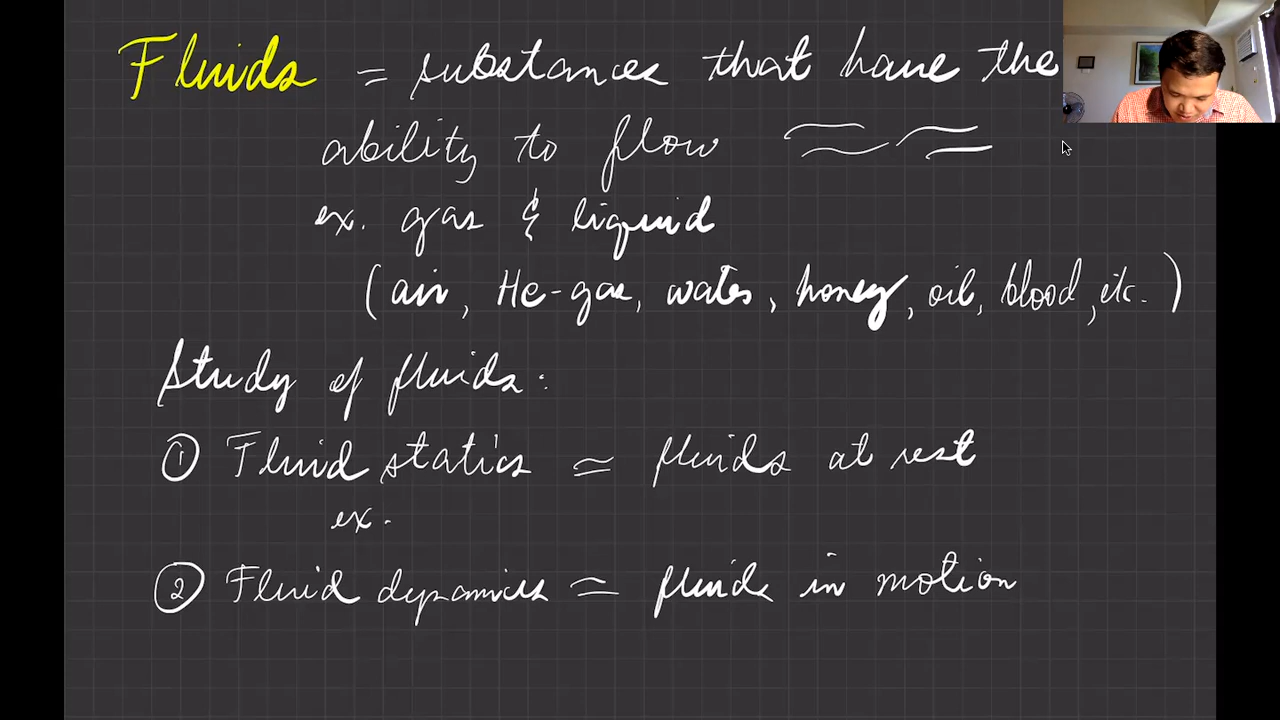 Fluids = substances that have the
ability to flow
ex. gas & liquid
(air, He-gas, water, honey, oil, blood, etc.)
Study of fluids:
① Fluid statics = fluids at rest
ex.
② Fluid dynamics = fluids in motion